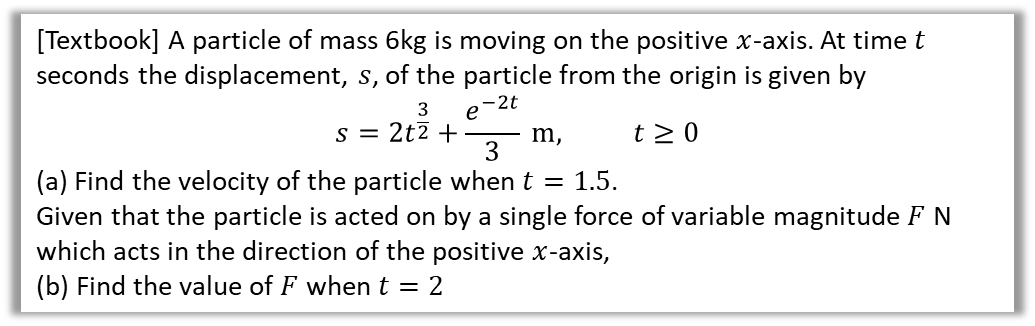 [Textbook] A particle of mass 6kg is moving on the positive 𝑥-axis. At time 𝑡
seconds the displacement, 𝑠, of the particle from the origin is given by
𝑠 = 2𝑡^(3/2) + 𝑒^(−2𝑡)/3 m, 𝑡 ≥ 0
(a) Find the velocity of the particle when 𝑡 = 1.5.
Given that the particle is acted on by a single force of variable magnitude 𝐹 N
which acts in the direction of the positive 𝑥-axis,
(b) Find the value of 𝐹 when 𝑡 = 2